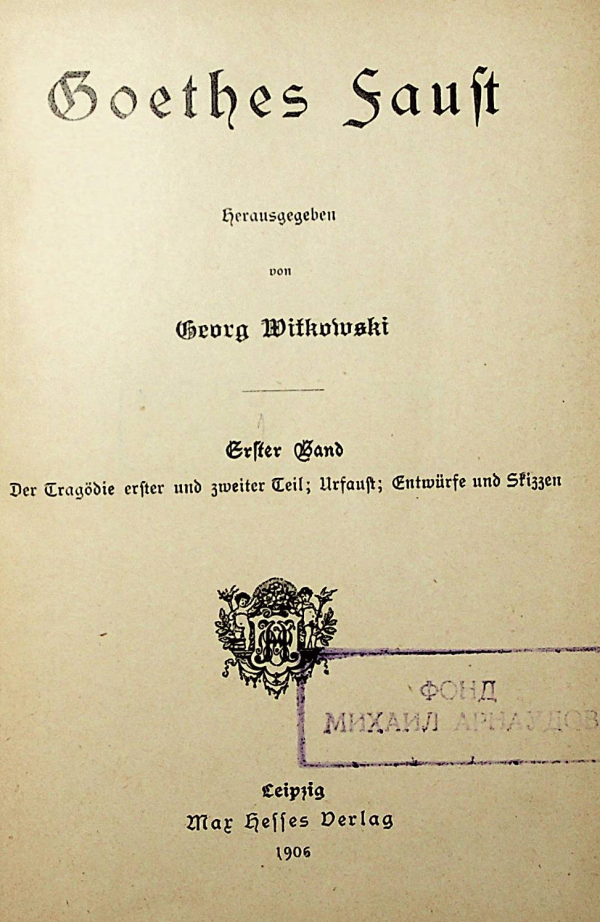 Goethes Fauſt
Herausgegeben
von
Georg Witkowski
Erſter Band
Der Tragödie erſter und zweiter Teil; Urfauſt; Entwürfe und Skizzen
ФОНД
МИХАИЛ АРНАУДОВ
Leipzig
Max Heſſes Verlag
1906